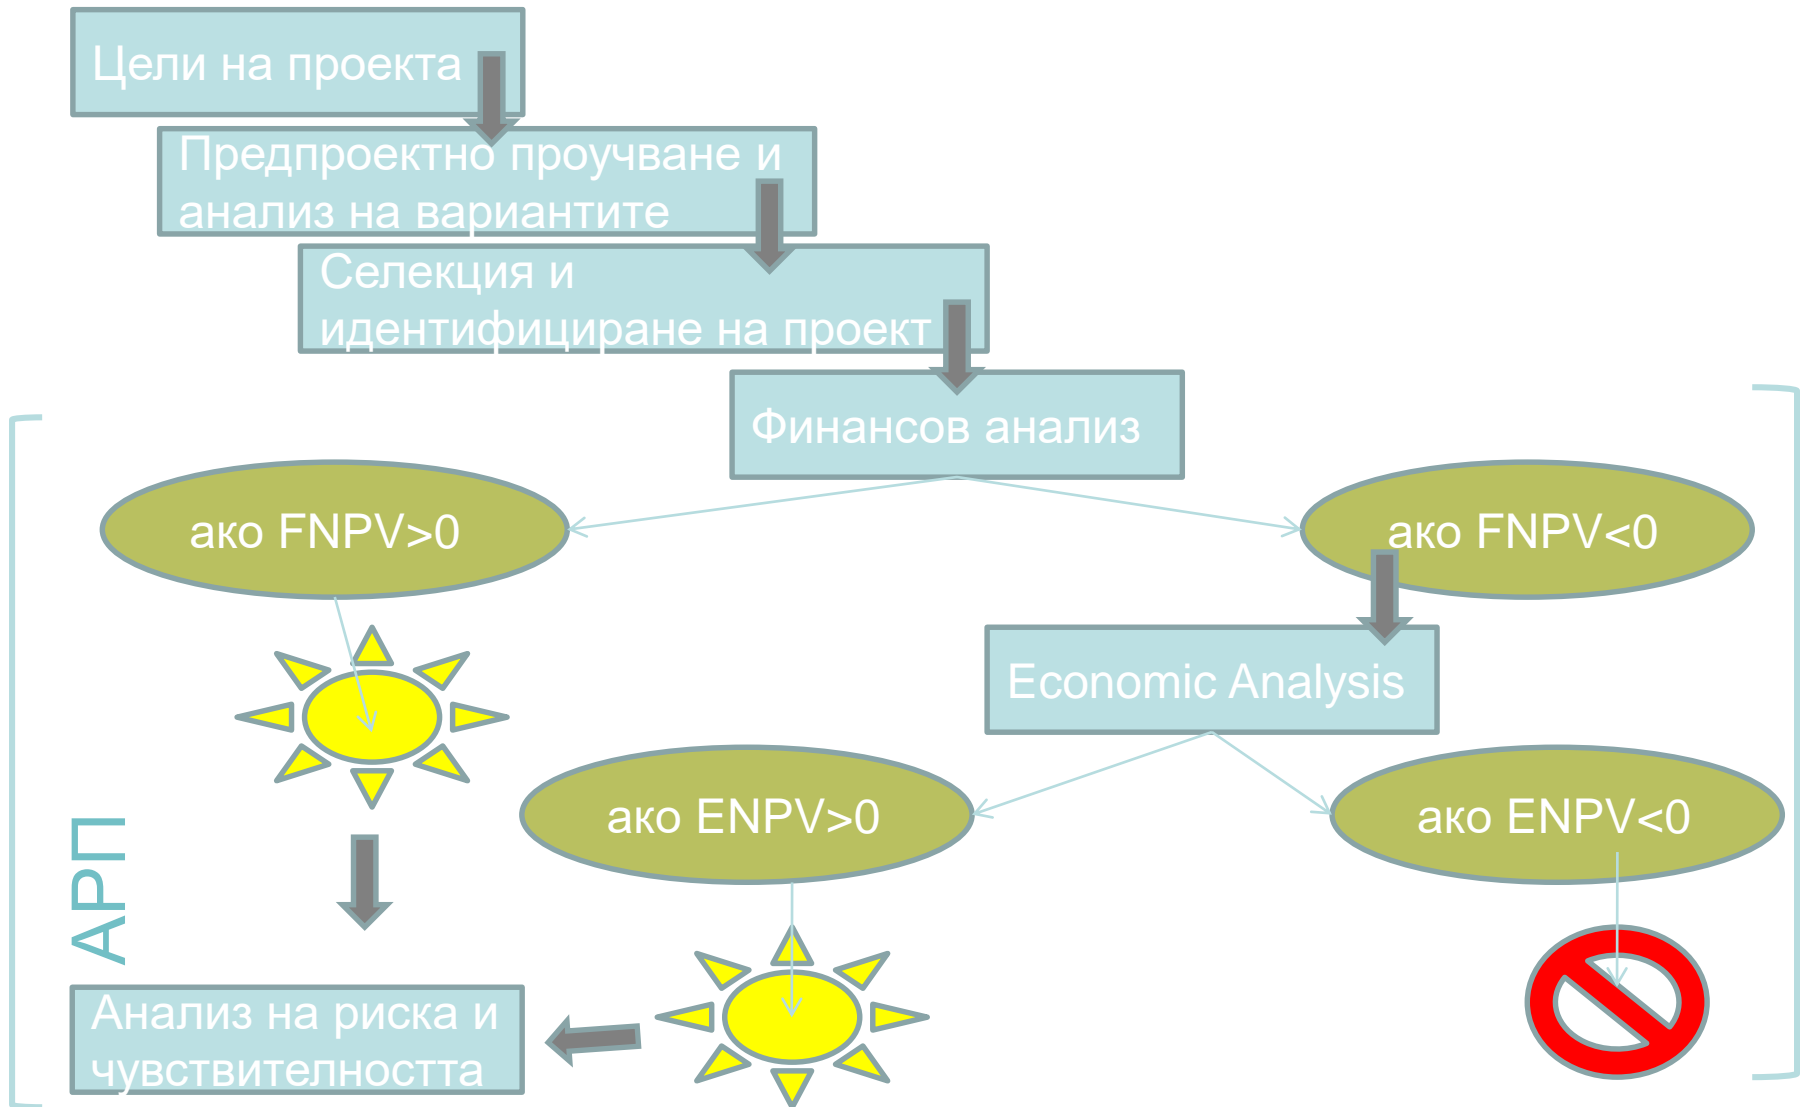 Цели на проекта
Предпроектно проучване и
анализ на вариантите
Селекция и
идентифициране на проект
Финансов анализ
ако FNPV>0
ако FNPV<0
Economic Analysis
ако ENPV>0
ако ENPV<0
АРП
Анализ на риска и
чувствителността